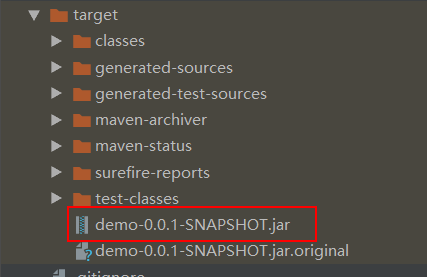 target
classes
generated-sources
generated-test-sources
maven-archiver
maven-status
surefire-reports
test-classes
demo-0.0.1-SNAPSHOT.jar
demo-0.0.1-SNAPSHOT.jar.original
.gitignore